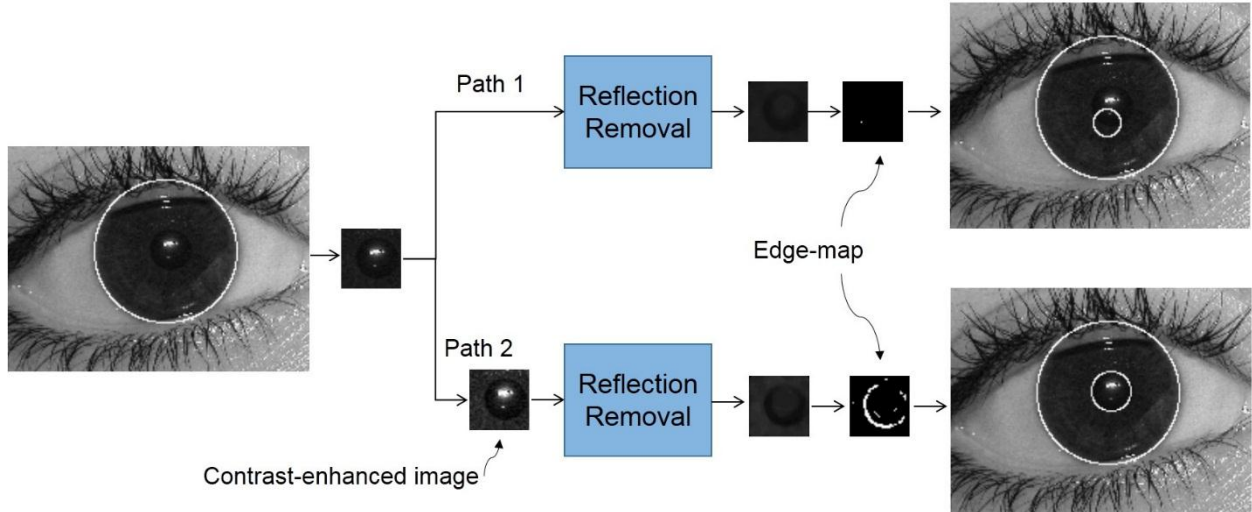 Path 1
Reflection
Removal
Edge-map
Path 2
Reflection
Removal
Contrast-enhanced image